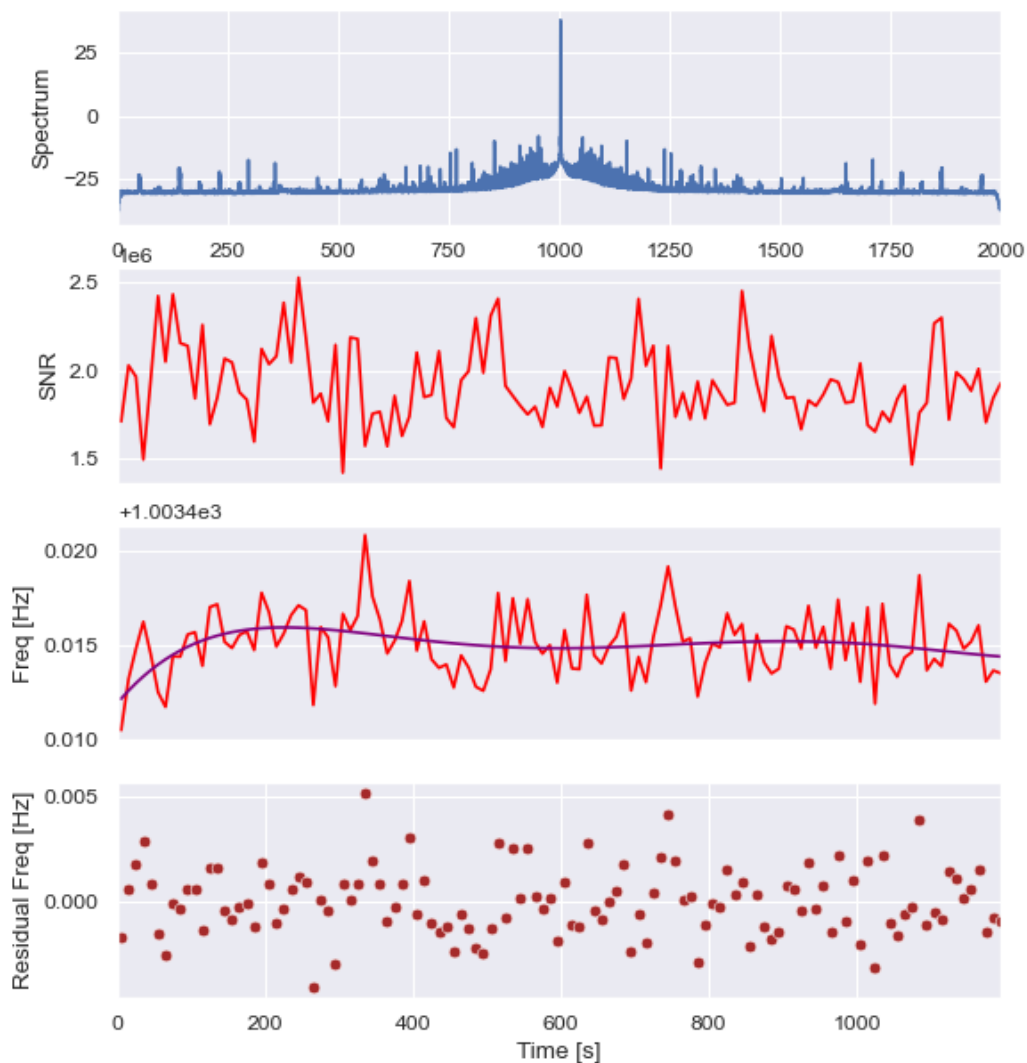 25
0
−25
Spectrum
0 250 500 750 1000 1250 1500 1750 2000
1e6
2.5
2.0
1.5
SNR
+1.0034e3
0.020
0.015
0.010
Freq [Hz]
0.005
0.000
Residual Freq [Hz]
0 200 400 600 800 1000
Time [s]